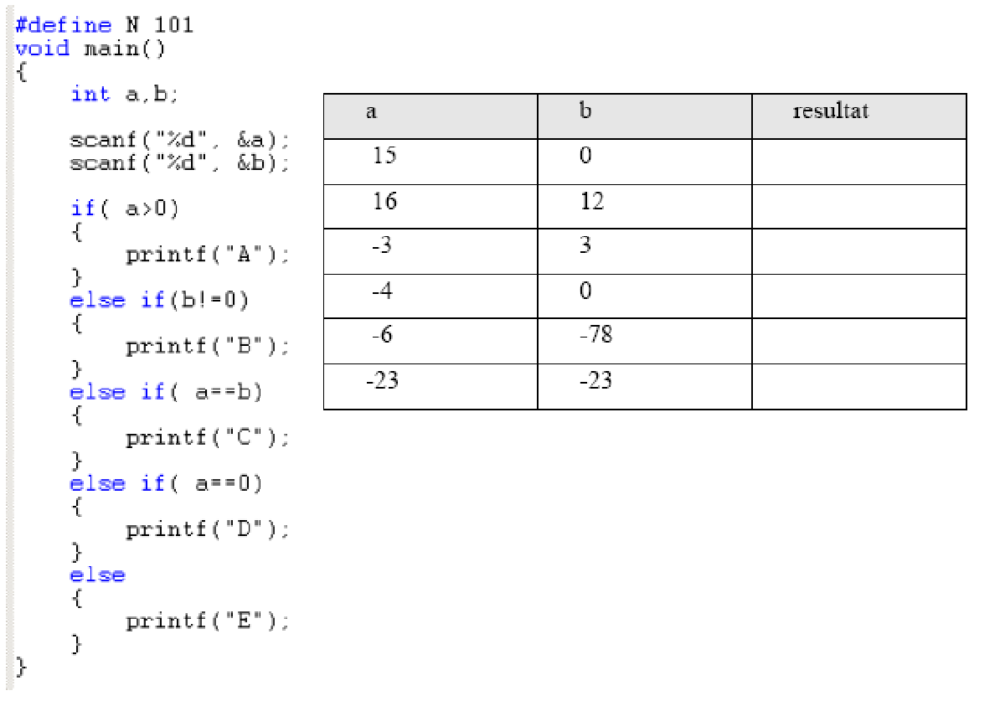 #define N 101
void main()
{
int a,b;
scanf("%d", &a);
scanf("%d", &b);
if( a>0)
{
printf("A");
}
else if(b!=0)
{
printf("B");
}
else if( a==b)
{
printf("C");
}
else if( a==0)
{
printf("D");
}
else
{
printf("E");
}
}
a b resultat
15 0
16 12
-3 3
-4 0
-6 -78
-23 -23